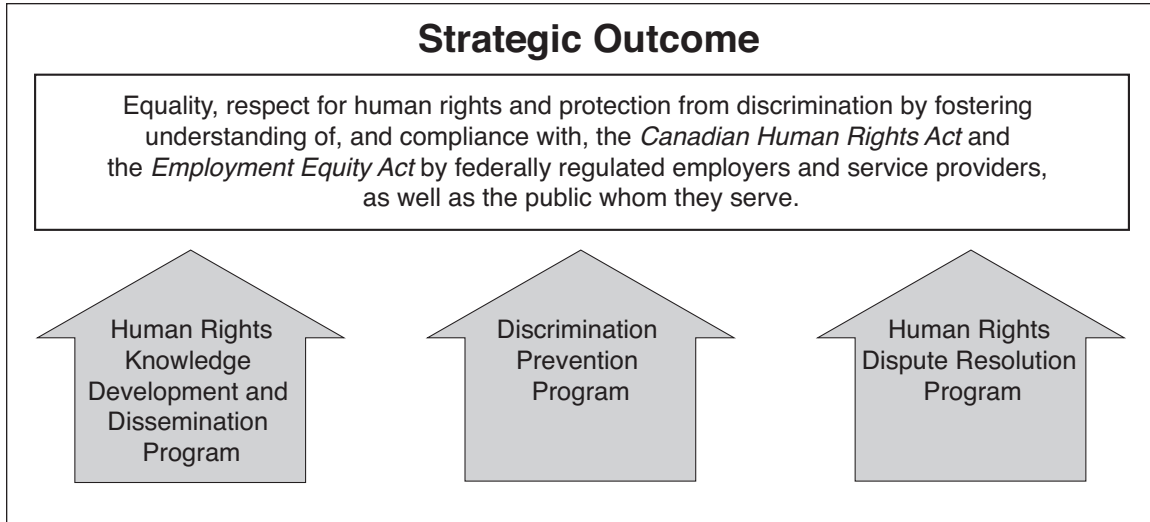 Strategic Outcome
Equality, respect for human rights and protection from discrimination by fostering
understanding of, and compliance with, the Canadian Human Rights Act and
the Employment Equity Act by federally regulated employers and service providers,
as well as the public whom they serve.
Human Rights
Knowledge
Development and
Dissemination
Program
Discrimination
Prevention
Program
Human Rights
Dispute Resolution
Program